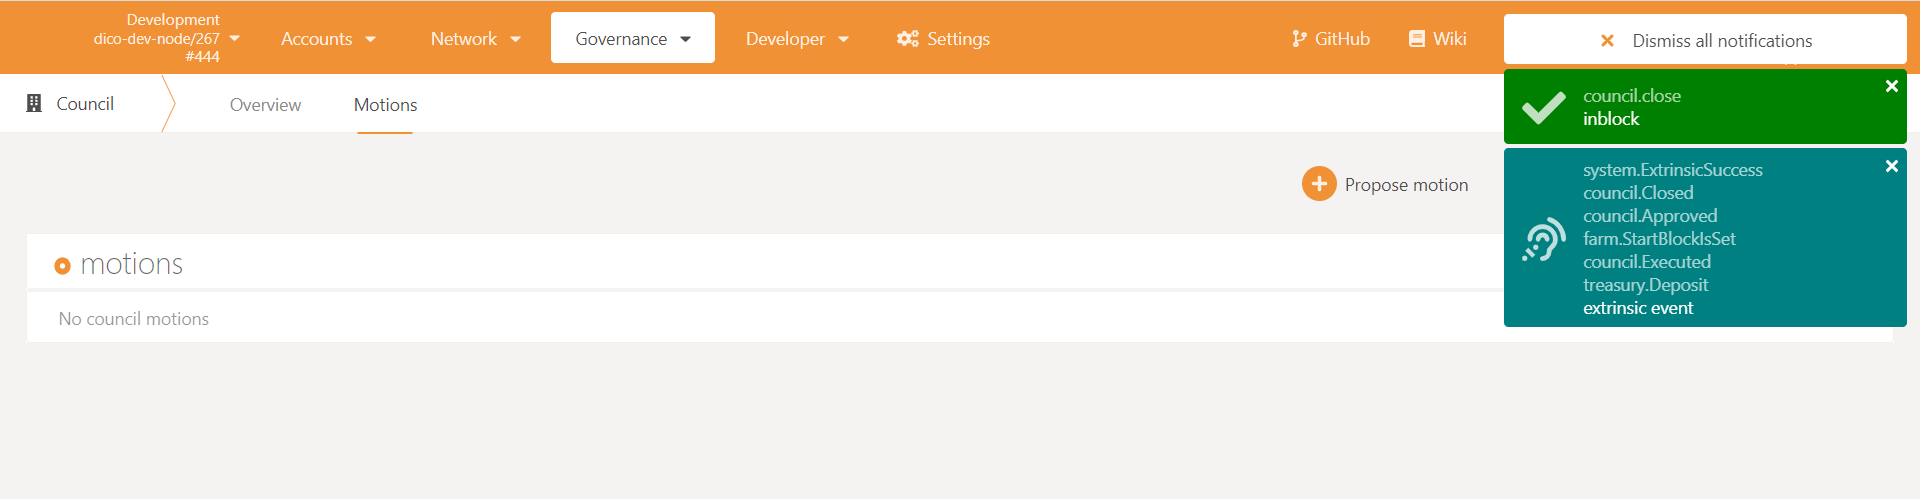 Development
dico-dev-node/267
#444
Accounts
Network
Governance
Developer
Settings
GitHub
Wiki
Dismiss all notifications
Council
Overview
Motions
council.close
inblock
Propose motion
system.ExtrinsicSuccess
council.Closed
council.Approved
farm.StartBlockIsSet
council.Executed
treasury.Deposit
extrinsic event
motions
No council motions